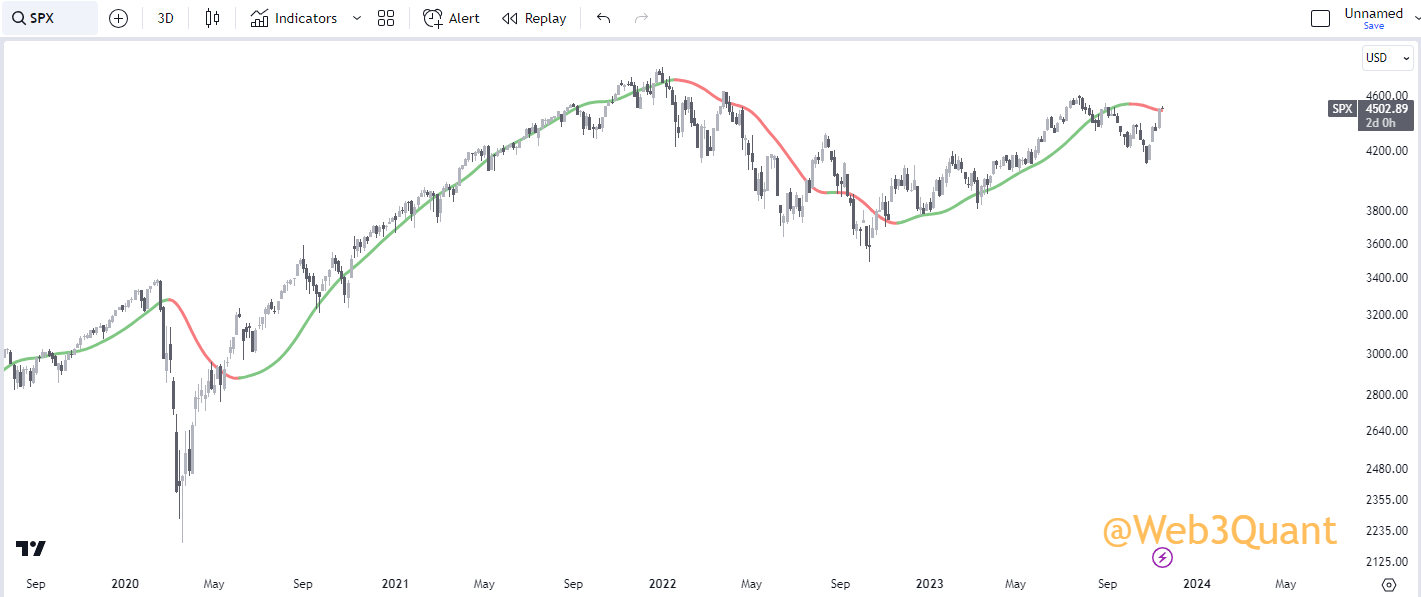 SPX 3D Indicators Alert Replay Unnamed
Save
USD
4600.00
SPX 4502.89
2d 0h
4200.00
3800.00
3600.00
3400.00
3200.00
3000.00
2800.00
2640.00
2480.00
2355.00
2235.00
2125.00
@Web3Quant
Sep 2020 May Sep 2021 May Sep 2022 May Sep 2023 May Sep 2024 May